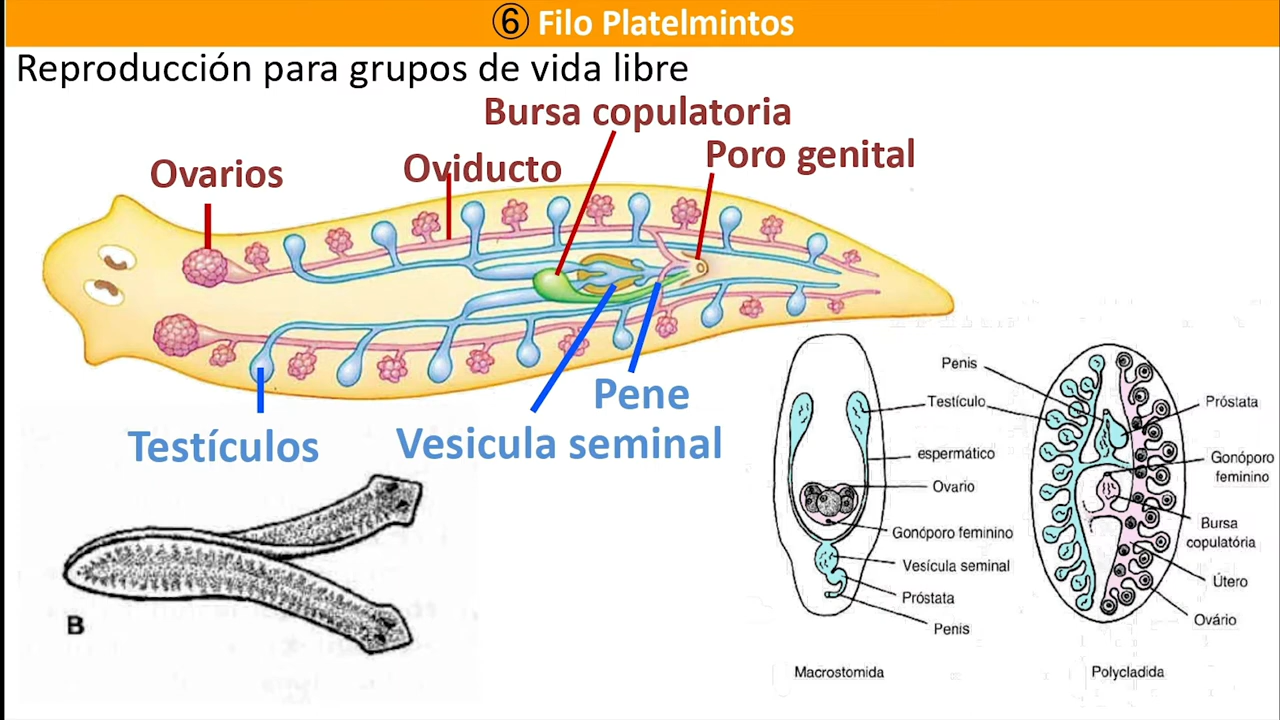 ⑥ Filo Platelmintos
Reproducción para grupos de vida libre
Bursa copulatoria
Ovarios
Oviducto
Poro genital
Testículos
Vesicula seminal
Pene
B
Penis
Testículo
espermático
Ovario
Gonóporo feminino
Vesícula seminal
Próstata
Penis
Macrostomida
Próstata
Gonóporo
feminino
Bursa
copulatória
Útero
Ovário
Polycladida